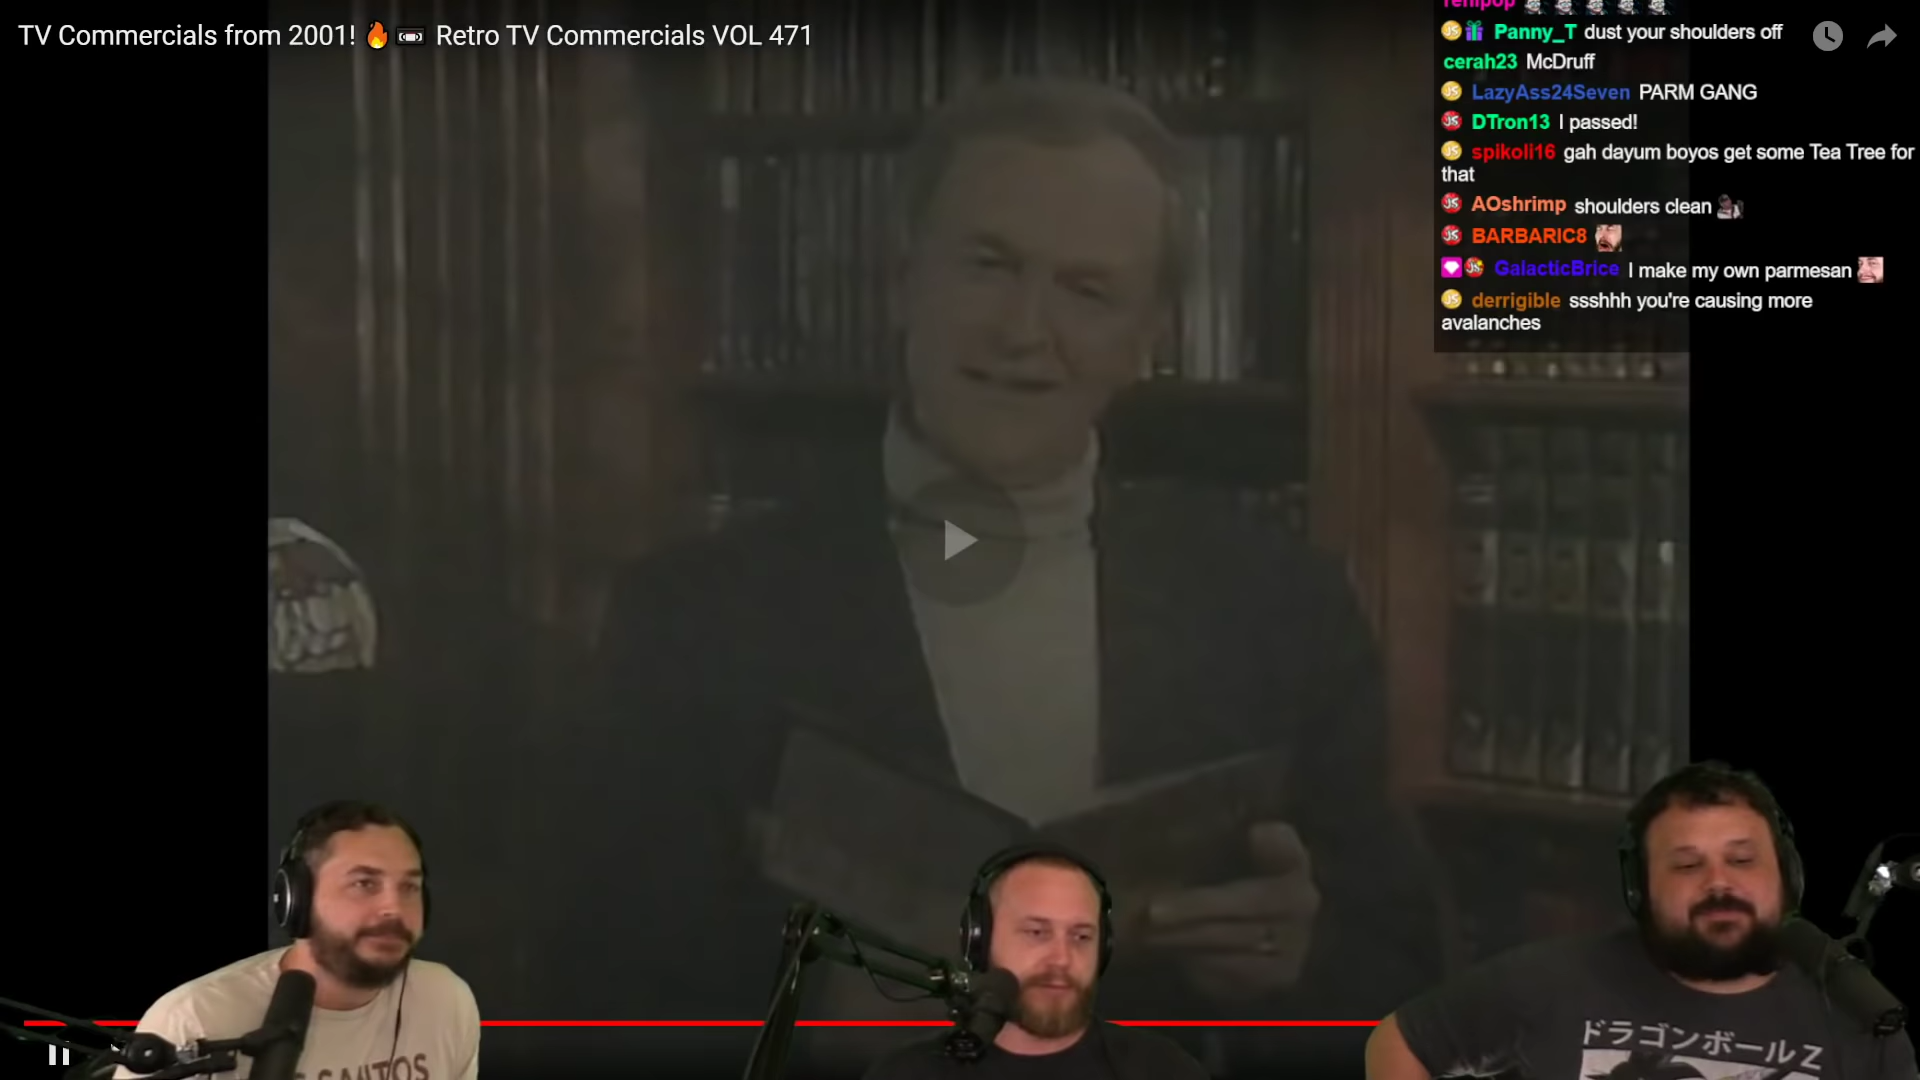 TV Commercials from 2001! 🔥📼 Retro TV Commercials VOL 471
Panny_T dust your shoulders off
cerah23 McDruff
LazyAss24Seven PARM GANG
DTron13 I passed!
spikoli16 gah dayum boyos get some Tea Tree for
that
AOshrimp shoulders clean
BARBARIC8
GalacticBrice I make my own parmesan
derrigible sssshhh you're causing more
avalanches
ドラゴンボールZ